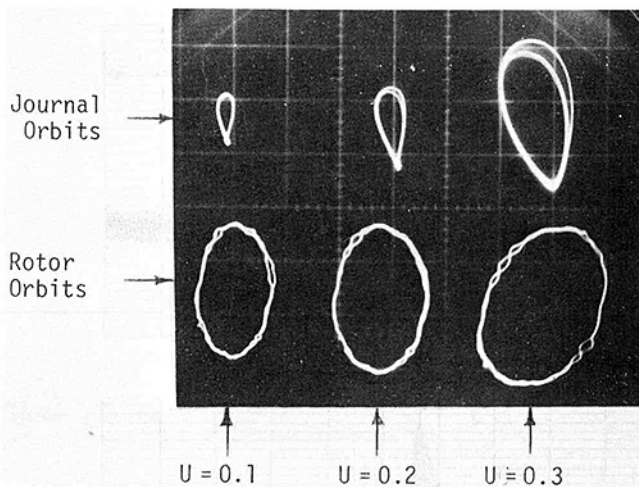 Journal
Orbits
Rotor
Orbits
U = 0.1
U = 0.2
U = 0.3